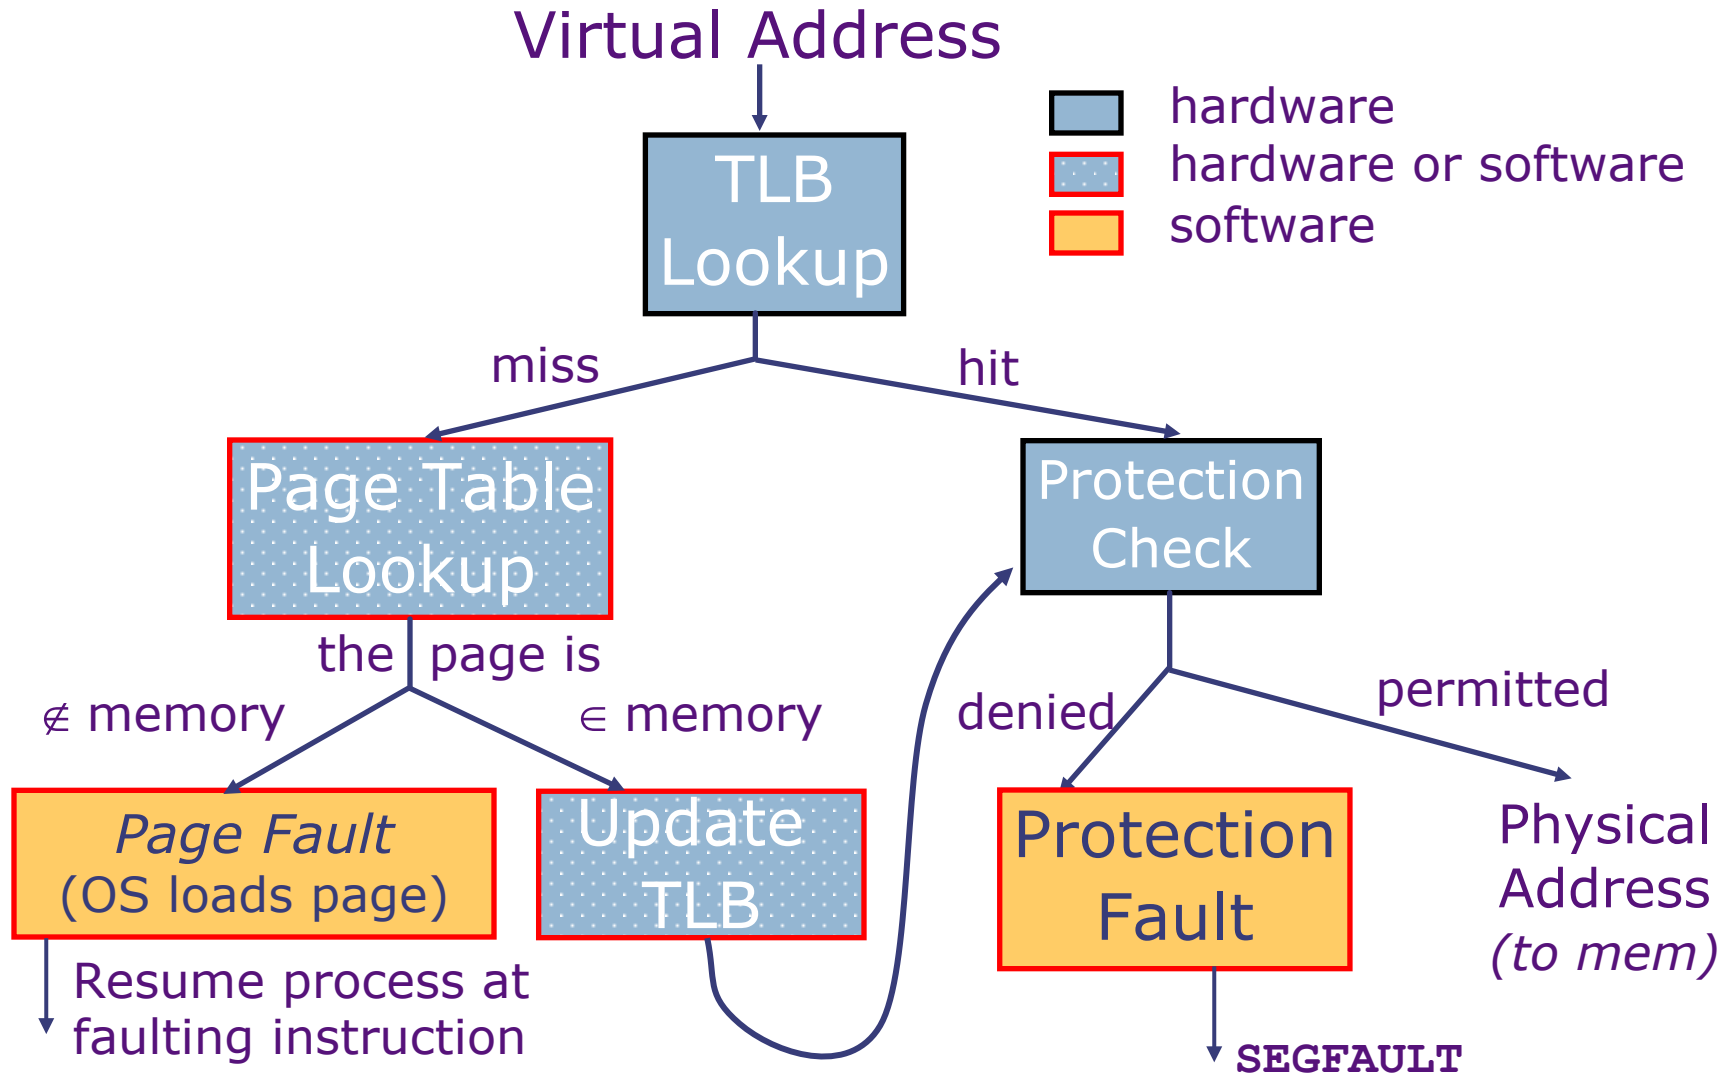 Virtual Address
hardware
hardware or software
software
TLB
Lookup
miss
hit
Page Table
Lookup
Protection
Check
the page is
∉ memory
∈ memory
denied
permitted
Page Fault
(OS loads page)
Update
TLB
Protection
Fault
Physical
Address
(to mem)
Resume process at
faulting instruction
SEGFAULT